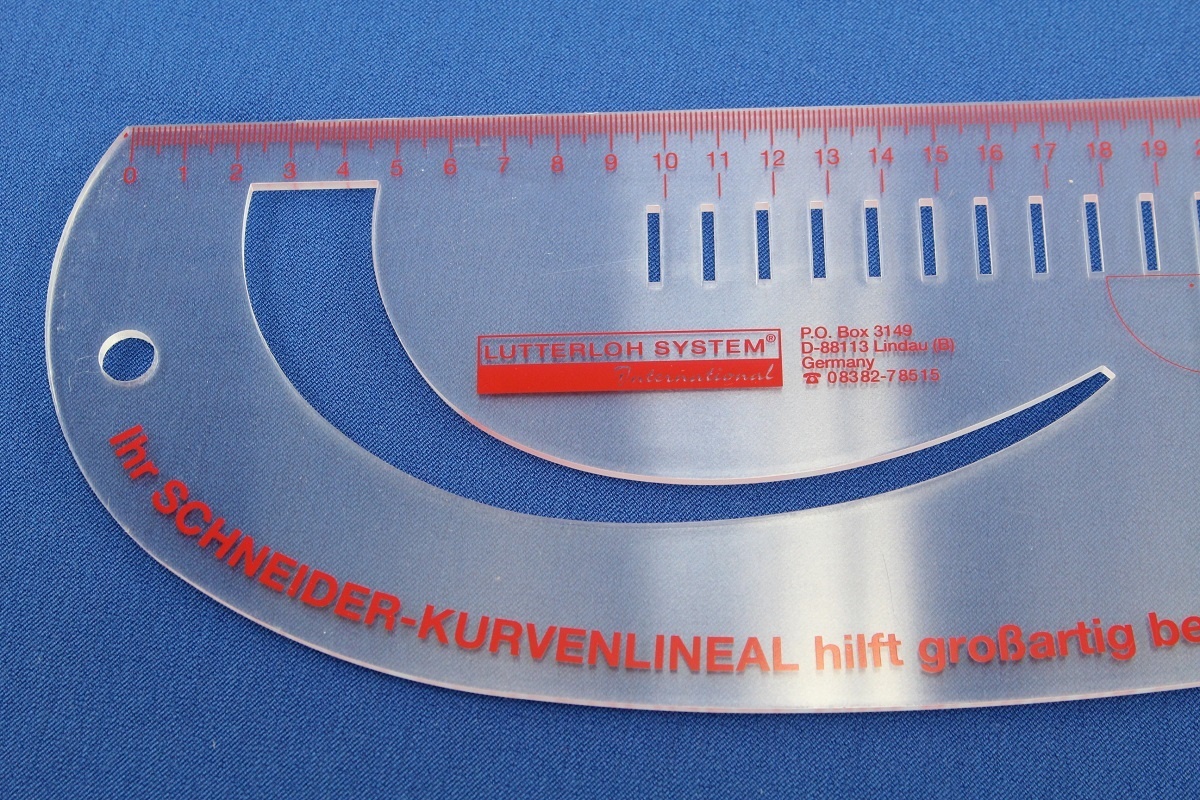 0 1 2 3 4 5 6 7 8 9 10 11 12 13 14 15 16 17 18 19
LUTTERLOH SYSTEM®
International
P.O. Box 3149
D-88113 Lindau (B)
Germany
☎ 08382-78515
Ihr SCHNEIDER-KURVENLINEAL hilft großartig be